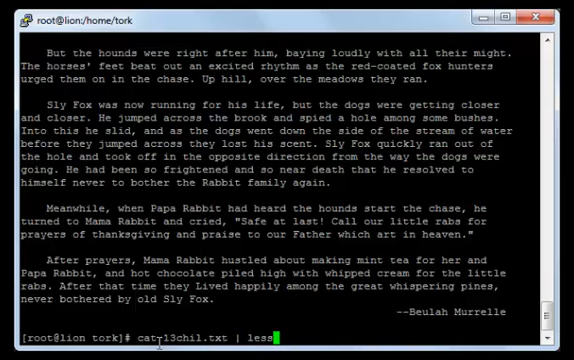 root@lion:/home/tork
But the hounds were right after him, baying loudly with all their might.
The horses' feet beat out an excited rhythm as the red-coated fox hunters
urged them on in the chase. Up hill, over the meadows they ran.
Sly Fox was now running for his life, but the dogs were getting closer
and closer. He jumped across the brook and spied a hole among some bushes.
Into this he slid, and as the dogs went down the side of the stream of water
before they jumped across they lost his scent. Sly Fox quickly ran out of
the hole and took off in the opposite direction from the way the dogs were
going. He had been so frightened and so near death that he resolved to
himself never to bother the Rabbit family again.
Meanwhile, when Papa Rabbit had heard the hounds start the chase, he
turned to Mama Rabbit and cried, "Safe at last! Call our little rabs for
prayers of thanksgiving and praise to our Father which art in heaven."
After prayers, Mama Rabbit hustled about making mint tea for her and
Papa Rabbit, and hot chocolate piled high with whipped cream for the little
rabs. After that time they Lived happily among the great whispering pines,
never bothered by old Sly Fox.
--Beulah Murrelle
[root@lion tork]# cat 13chil.txt | less